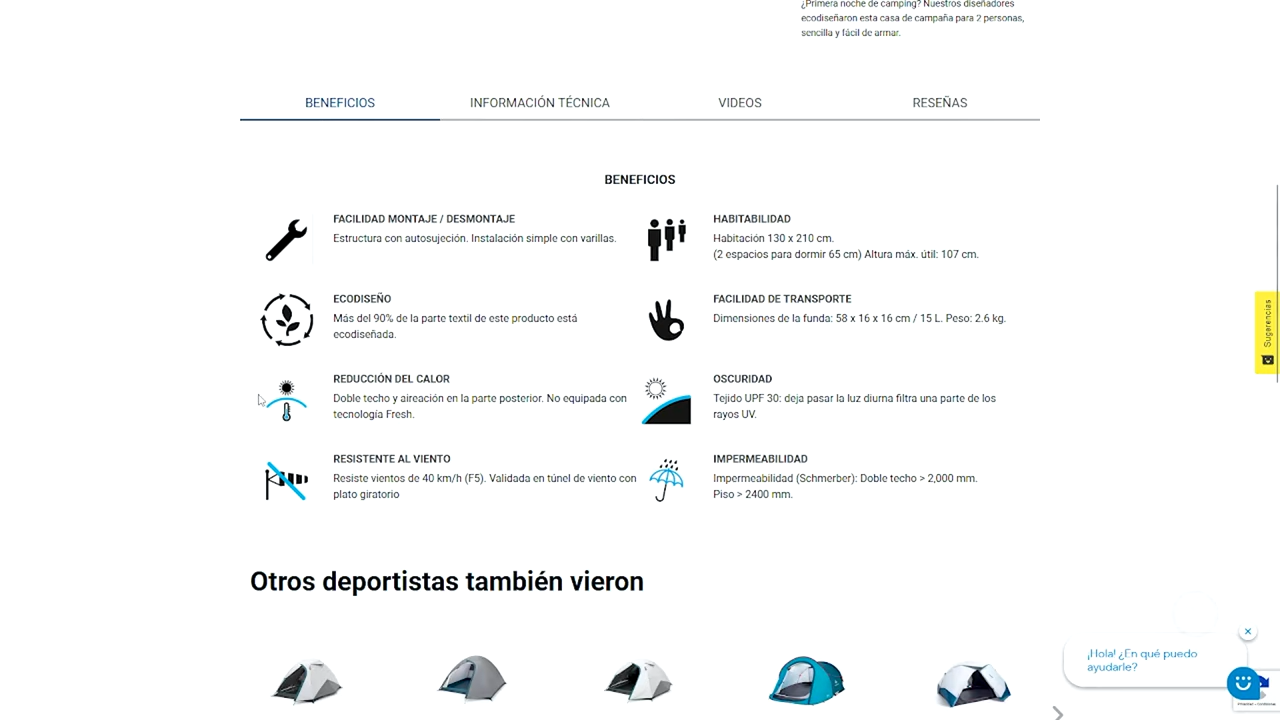 ¿Primera noche de camping? Nuestros diseñadores
ecodiseñaron esta casa de campaña para 2 personas,
sencilla y fácil de armar.
BENEFICIOS
INFORMACIÓN TÉCNICA
VIDEOS
RESEÑAS
BENEFICIOS
FACILIDAD MONTAJE / DESMONTAJE
Estructura con autosujeción. Instalación simple con varillas.
HABITABILIDAD
Habitación 130 x 210 cm.
(2 espacios para dormir 65 cm) Altura máx. útil: 107 cm.
ECODISEÑO
Más del 90% de la parte textil de este producto está
ecodiseñada.
FACILIDAD DE TRANSPORTE
Dimensiones de la funda: 58 x 16 x 16 cm / 15 L. Peso: 2.6 kg.
REDUCCIÓN DEL CALOR
Doble techo y aireación en la parte posterior. No equipada con
tecnología Fresh.
OSCURIDAD
Tejido UPF 30: deja pasar la luz diurna filtra una parte de los
rayos UV.
RESISTENTE AL VIENTO
Resiste vientos de 40 km/h (F5). Validada en túnel de viento con
plato giratorio
IMPERMEABILIDAD
Impermeabilidad (Schmerber): Doble techo > 2,000 mm.
Piso > 2400 mm.
Sugerencias
Otros deportistas también vieron
¡Hola! ¿En qué puedo
ayudarle?